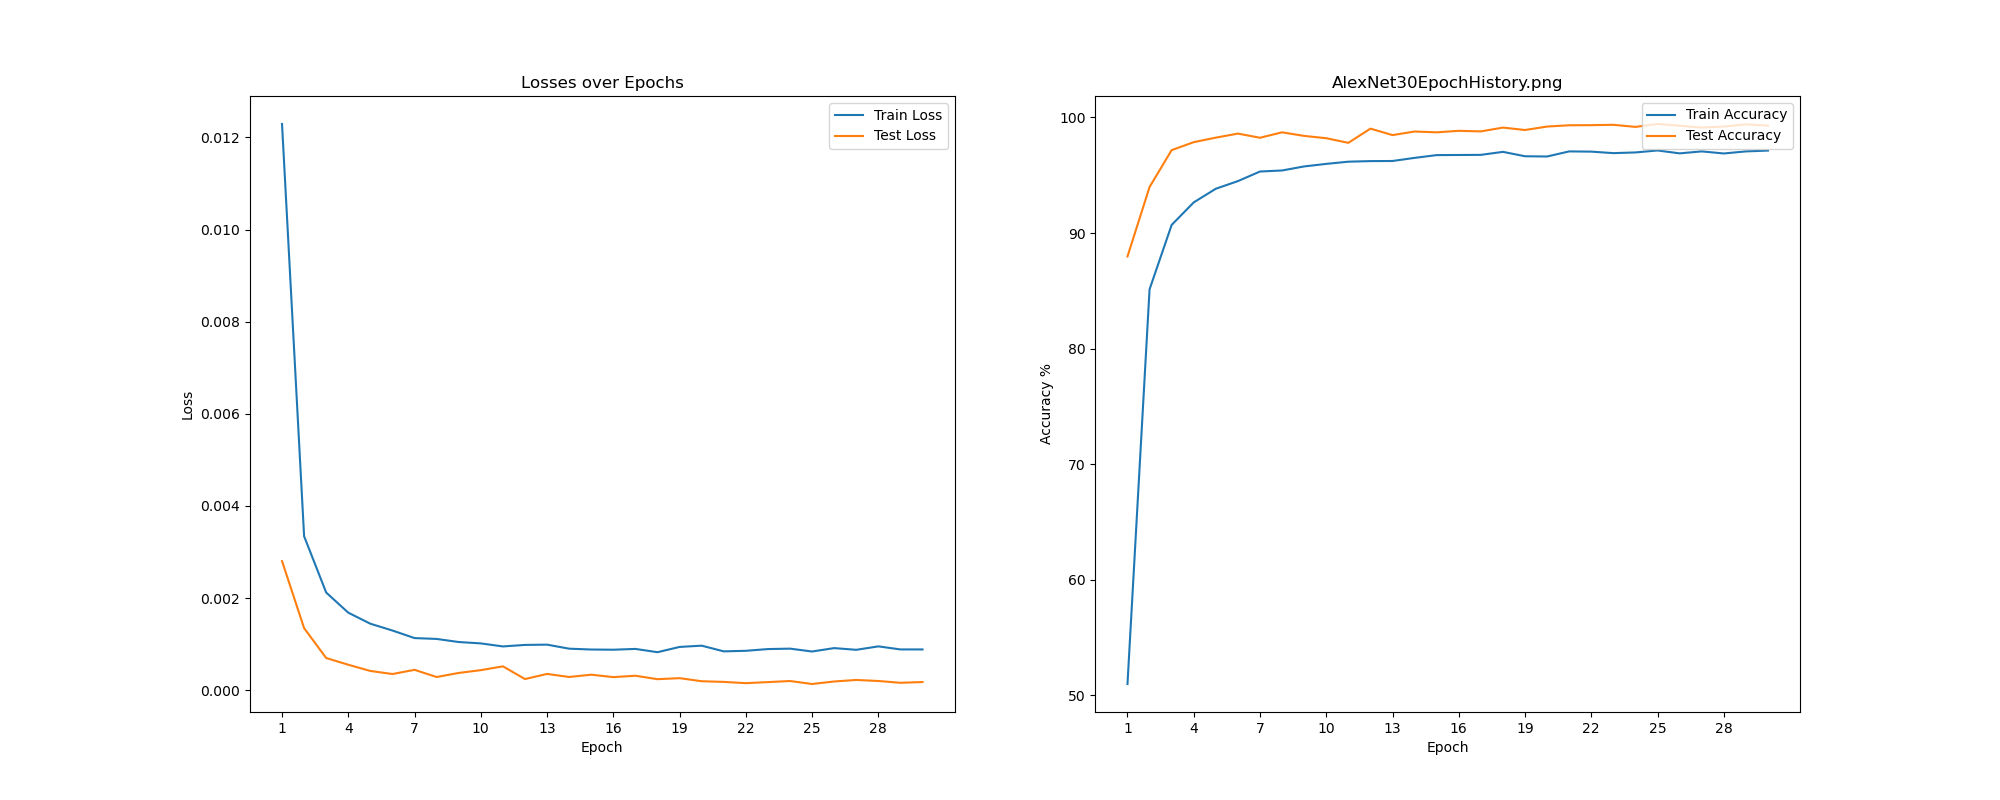 Losses over Epochs
Train Loss
Test Loss
0.012
0.010
0.008
0.006
0.004
0.002
0.000
Loss
1 4 7 10 13 16 19 22 25 28
Epoch
AlexNet30EpochHistory.png
Train Accuracy
Test Accuracy
100
90
80
70
60
50
Accuracy %
1 4 7 10 13 16 19 22 25 28
Epoch